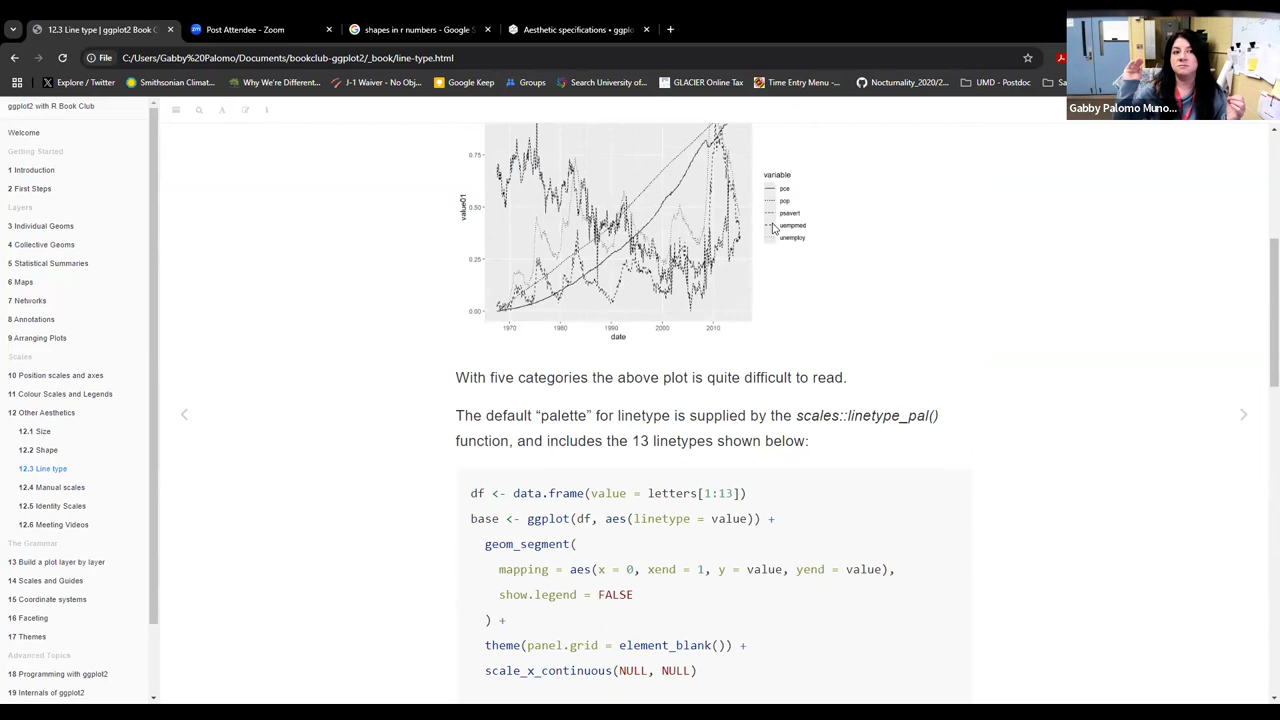 12.3 Line type | ggplot2 Book C
Post Attendee - Zoom
shapes in r numbers - Google S
Aesthetic specifications • ggplo
File
C:/Users/Gabby%20Palomo/Documents/bookclub-ggplot2/_book/line-type.html
Explore / Twitter
Smithsonian Climat...
Why We're Different...
J-1 Waiver - No Obj...
Google Keep
Groups
Search University of...
GLACIER Online Tax
Time Entry Menu -...
Nocturnality_2020/2...
UMD - Postdoc
Sa
Gabby Palomo Muno...
ggplot2 with R Book Club
Welcome
Getting Started
1 Introduction
2 First Steps
Layers
3 Individual Geoms
4 Collective Geoms
5 Statistical Summaries
6 Maps
7 Networks
8 Annotations
9 Arranging Plots
Scales
10 Position scales and axes
11 Colour Scales and Legends
12 Other Aesthetics
12.1 Size
12.2 Shape
12.3 Line type
12.4 Manual scales
12.5 Identity Scales
12.6 Meeting Videos
The Grammar
13 Build a plot layer by layer
14 Scales and Guides
15 Coordinate systems
16 Faceting
17 Themes
Advanced Topics
18 Programming with ggplot2
19 Internals of ggplot2
0.75
0.50
0.25
0.00
value01
1970 1980 1990 2000 2010
date
variable
pce
pop
psavert
uempmed
unemploy
With five categories the above plot is quite difficult to read.
The default “palette” for linetype is supplied by the scales::linetype_pal()
function, and includes the 13 linetypes shown below:
df <- data.frame(value = letters[1:13])
base <- ggplot(df, aes(linetype = value)) +
geom_segment(
mapping = aes(x = 0, xend = 1, y = value, yend = value),
show.legend = FALSE
) +
theme(panel.grid = element_blank()) +
scale_x_continuous(NULL, NULL)